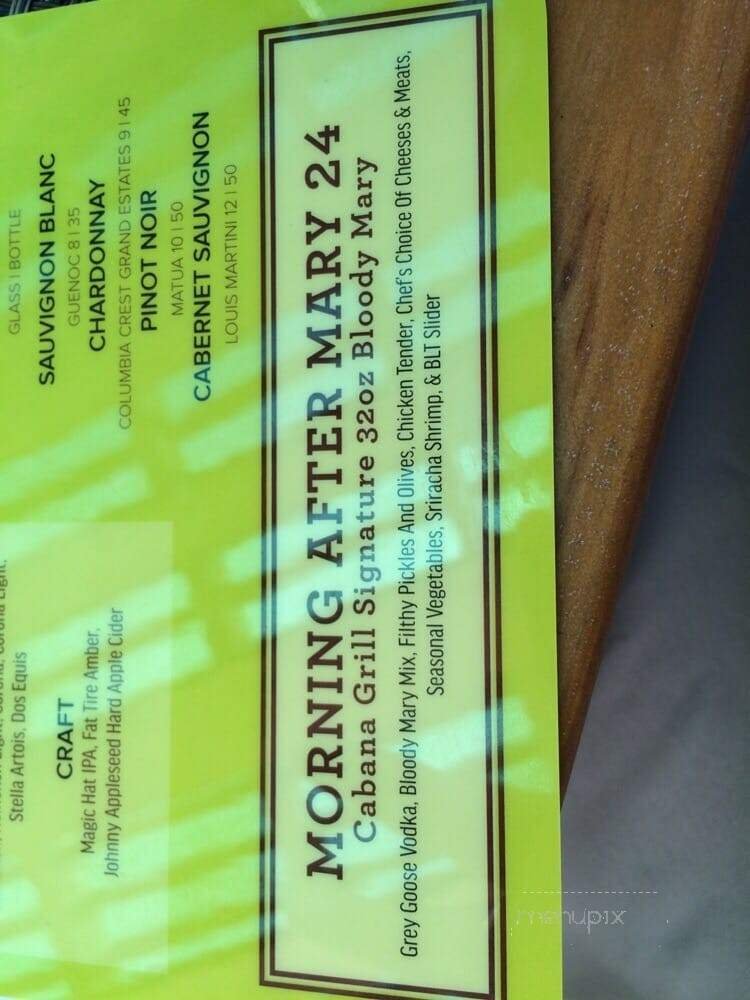 Stella Artois, Dos Equis
CRAFT
Magic Hat IPA, Fat Tire Amber,
Johnny Appleseed Hard Apple Cider
GLASS | BOTTLE
SAUVIGNON BLANC
GUENOC 8 | 35
CHARDONNAY
COLUMBIA CREST GRAND ESTATES 9 | 45
PINOT NOIR
MATUA 10 | 50
CABERNET SAUVIGNON
LOUIS MARTINI 12 | 50
MORNING AFTER MARY 24
Cabana Grill Signature 32oz Bloody Mary
Grey Goose Vodka, Bloody Mary Mix, Filthy Pickles And Olives, Chicken Tender, Chef's Choice Of Cheeses & Meats,
Seasonal Vegetables, Sriracha Shrimp, & BLT Slider
menupix